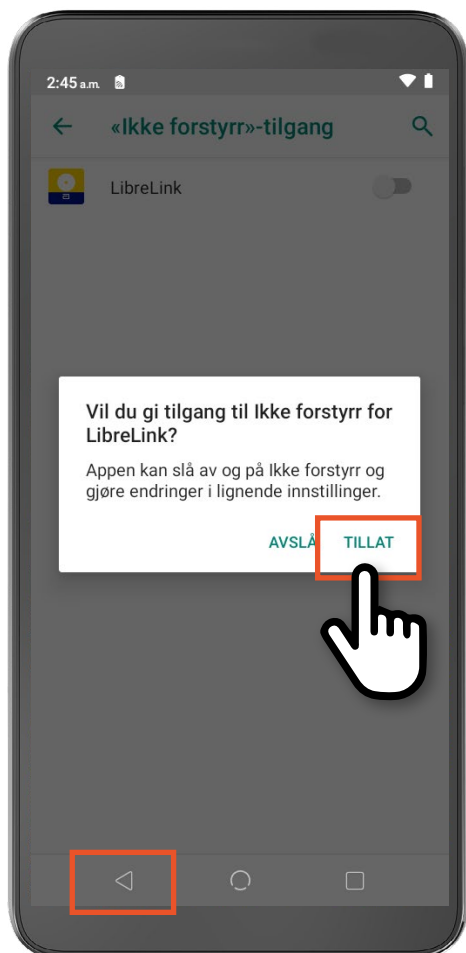 2:45 a.m.
«Ikke forstyrr»-tilgang
LibreLink
Vil du gi tilgang til Ikke forstyrr for
LibreLink?
Appen kan slå av og på Ikke forstyrr og
gjøre endringer i lignende innstillinger.
AVSLÅ TILLAT